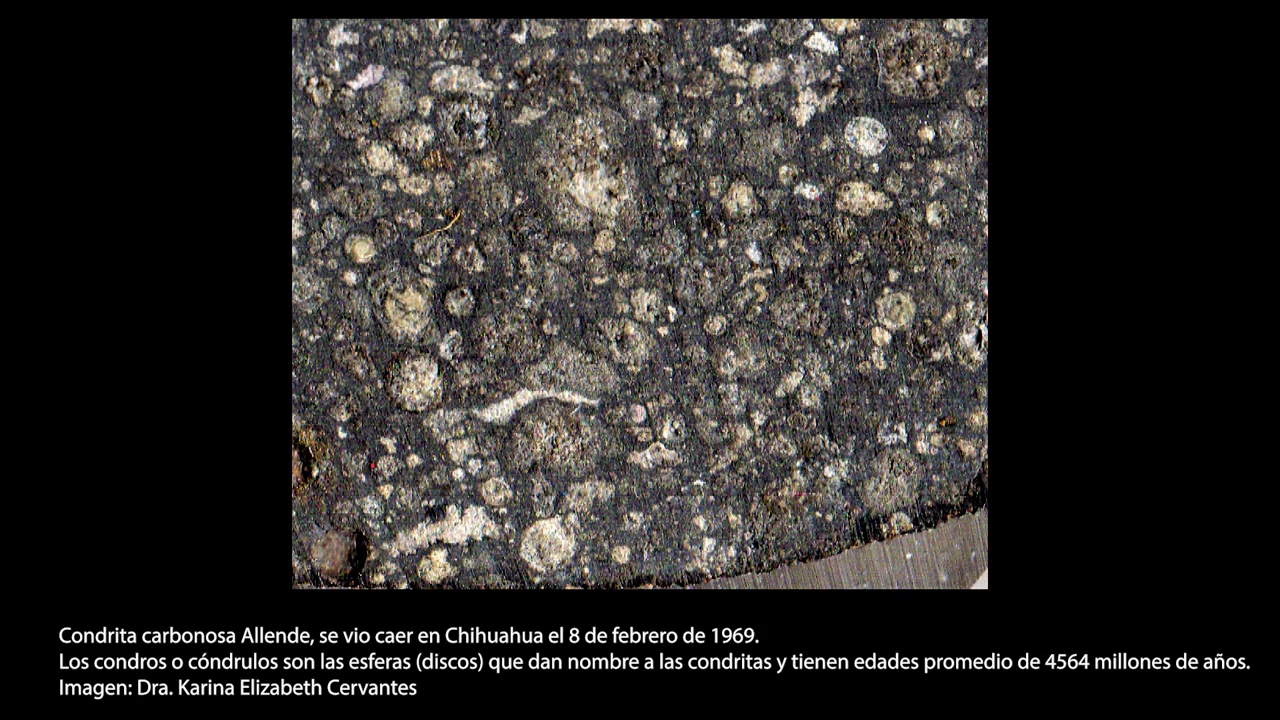 Condrita carbonosa Allende, se vio caer en Chihuahua el 8 de febrero de 1969.
Los condros o cóndrulos son las esferas (discos) que dan nombre a las condritas y tienen edades promedio de 4564 millones de años.
Imagen: Dra. Karina Elizabeth Cervantes